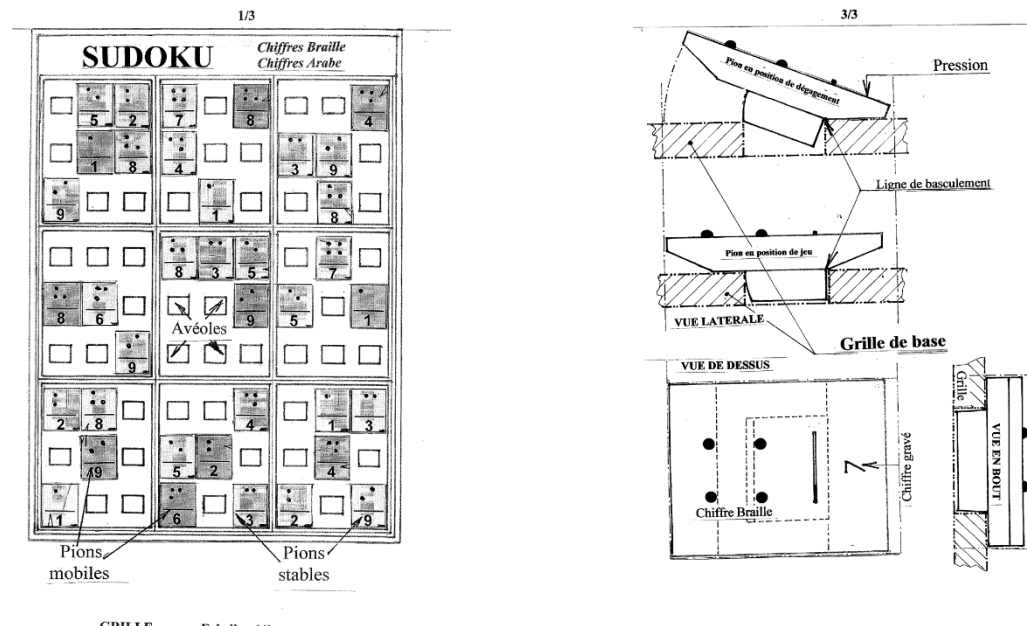 1/3
SUDOKU
Chiffres Braille
Chiffres Arabe
5 2 7 8 4
1 8 4 3 9
9 1 8
8 3 5 7
8 6 9 5 1
Avéoles
9
2 8 4 1 3
9 5 2 4
1 6 3 2 9
Pions
mobiles
Pions
stables
3/3
Pion en position de dégagement
Pression
Ligne de basculement
Pion en position de jeu
VUE LATERALE
Grille de base
VUE DE DESSUS
Chiffre Braille
7
Chiffre gravé
Grille
VUE EN BOUT